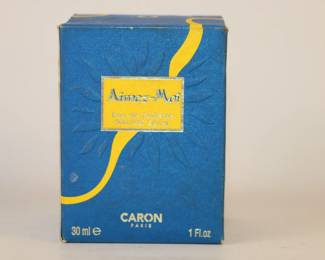 Aimez-Moi
CARON
PARIS
30 ml e
1 Fl.oz